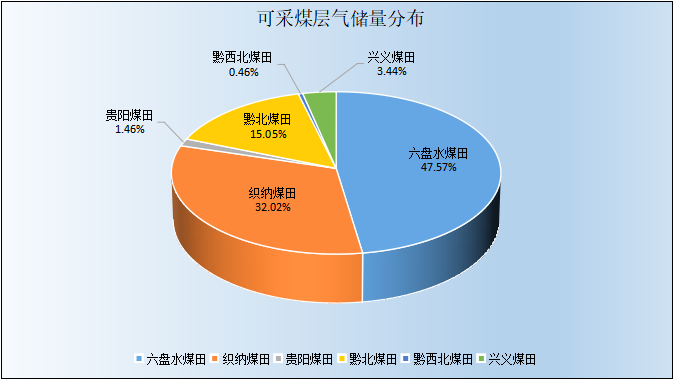 可采煤层气储量分布
黔西北煤田
0.46%
兴义煤田
3.44%
贵阳煤田
1.46%
黔北煤田
15.05%
六盘水煤田
47.57%
织纳煤田
32.02%
六盘水煤田 织纳煤田 贵阳煤田 黔北煤田 黔西北煤田 兴义煤田